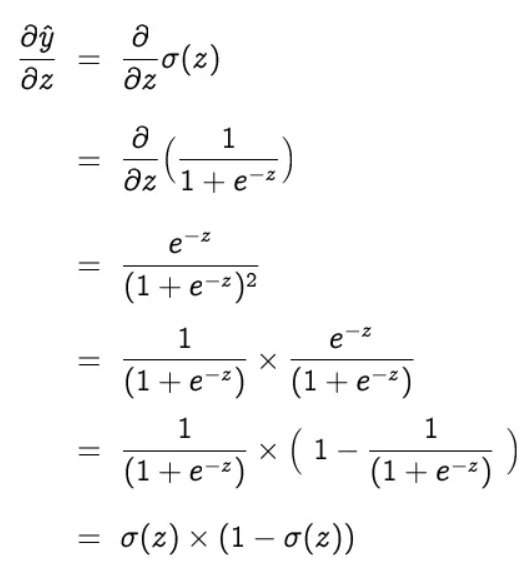 ∂ŷ/∂z = ∂/∂z σ(z)
= ∂/∂z (1/(1 + e^{−z}))
= e^{−z}/(1 + e^{−z})²
= 1/(1 + e^{−z}) × e^{−z}/(1 + e^{−z})
= 1/(1 + e^{−z}) × ( 1 − 1/(1 + e^{−z}) )
= σ(z) × (1 − σ(z))